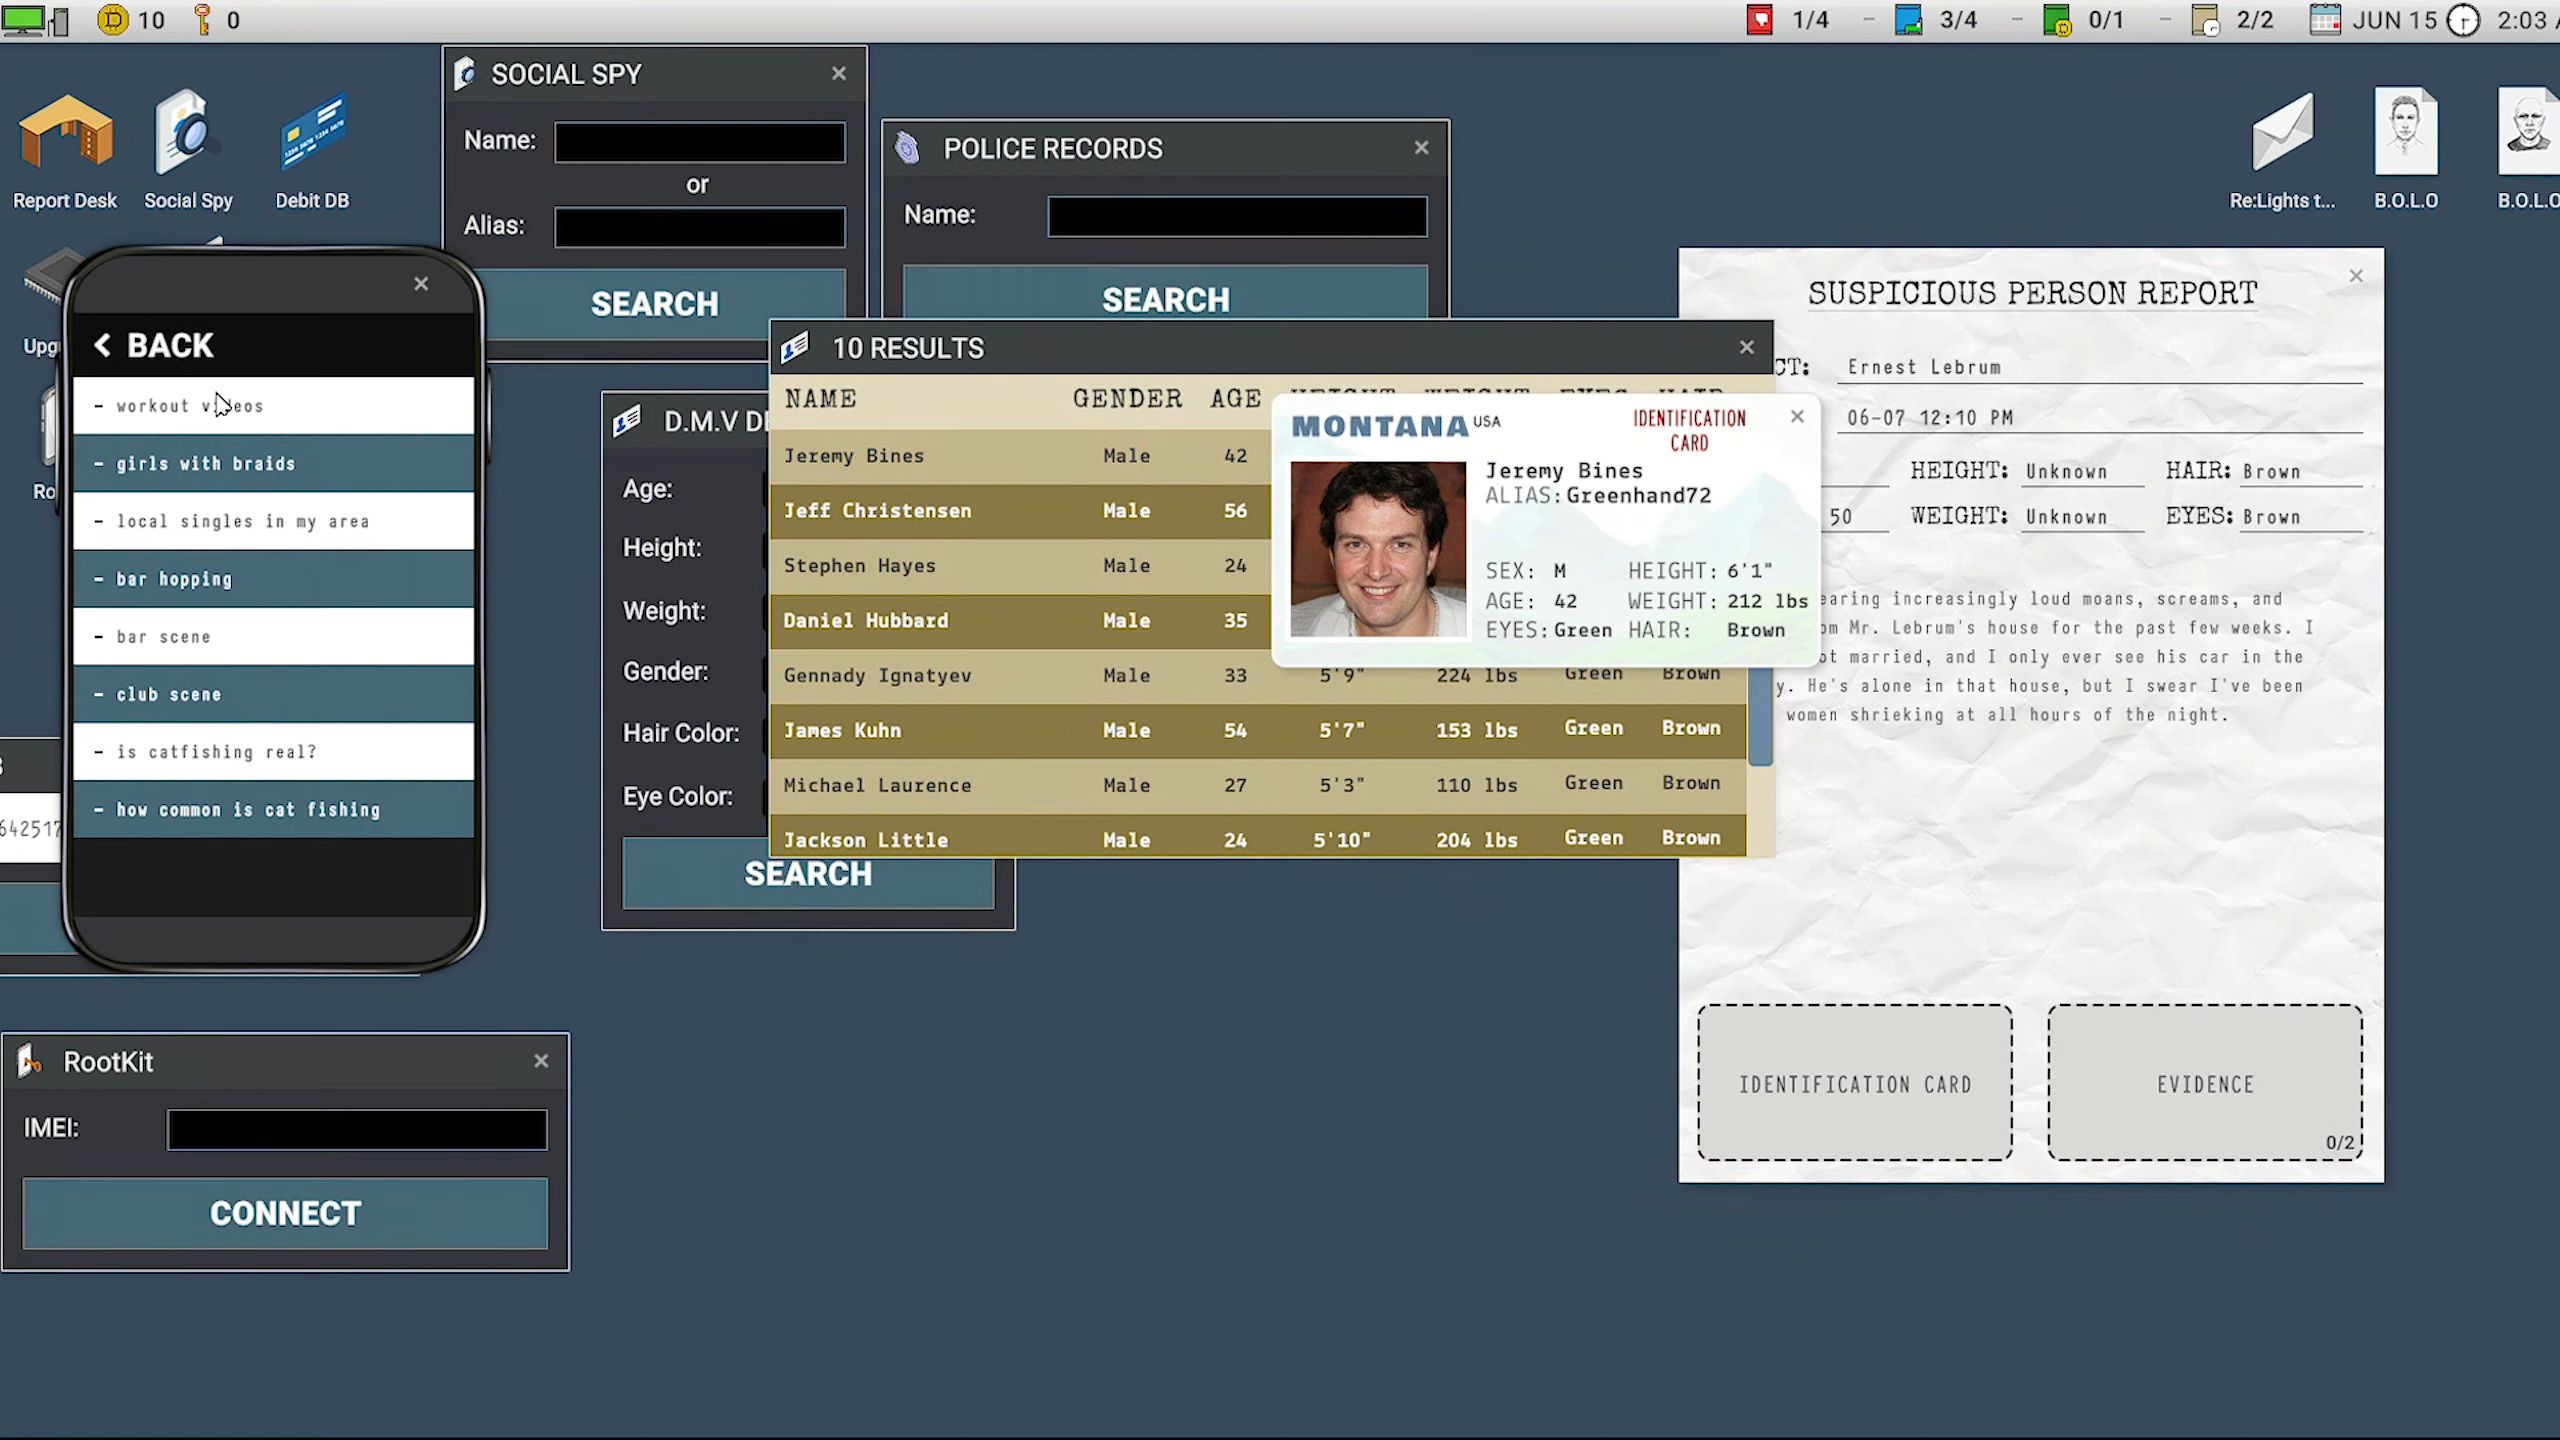 10
0
1/4
-
3/4
-
0/1
-
2/2
JUN 15
2:03
Report Desk
Social Spy
Debit DB
Re:Lights t...
B.O.L.O
B.O.L.O
SOCIAL SPY
Name:
or
Alias:
SEARCH
POLICE RECORDS
Name:
SEARCH
BACK
- workout videos
- girls with braids
- local singles in my area
- bar hopping
- bar scene
- club scene
- is catfishing real?
- how common is cat fishing
642517
D.M.V
Age:
Height:
Weight:
Gender:
Hair Color:
Eye Color:
SEARCH
10 RESULTS
NAME GENDER AGE HEIGHT WEIGHT EYES HAIR
Jeremy Bines Male 42
Jeff Christensen Male 56
Stephen Hayes Male 24
Daniel Hubbard Male 35
Gennady Ignatyev Male 33 5'9" 224 lbs Green Brown
James Kuhn Male 54 5'7" 153 lbs Green Brown
Michael Laurence Male 27 5'3" 110 lbs Green Brown
Jackson Little Male 24 5'10" 204 lbs Green Brown
MONTANA USA
IDENTIFICATION
CARD
Jeremy Bines
ALIAS: Greenhand72
SEX: M HEIGHT: 6'1"
AGE: 42 WEIGHT: 212 lbs
EYES: Green HAIR: Brown
SUSPICIOUS PERSON REPORT
Ernest Lebrum
06-07 12:10 PM
HEIGHT: Unknown HAIR: Brown
50 WEIGHT: Unknown EYES: Brown
increasingly loud moans, screams, and
Mr. Lebrum's house for the past few weeks. I
married, and I only ever see his car in the
y. He's alone in that house, but I swear I've been
women shrieking at all hours of the night.
IDENTIFICATION CARD
EVIDENCE
0/2
RootKit
IMEI:
CONNECT